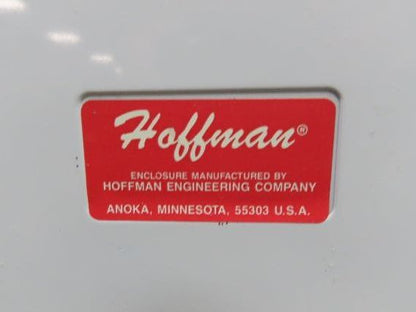 Hoffman®
ENCLOSURE MANUFACTURED BY
HOFFMAN ENGINEERING COMPANY
ANOKA, MINNESOTA, 55303 U.S.A.